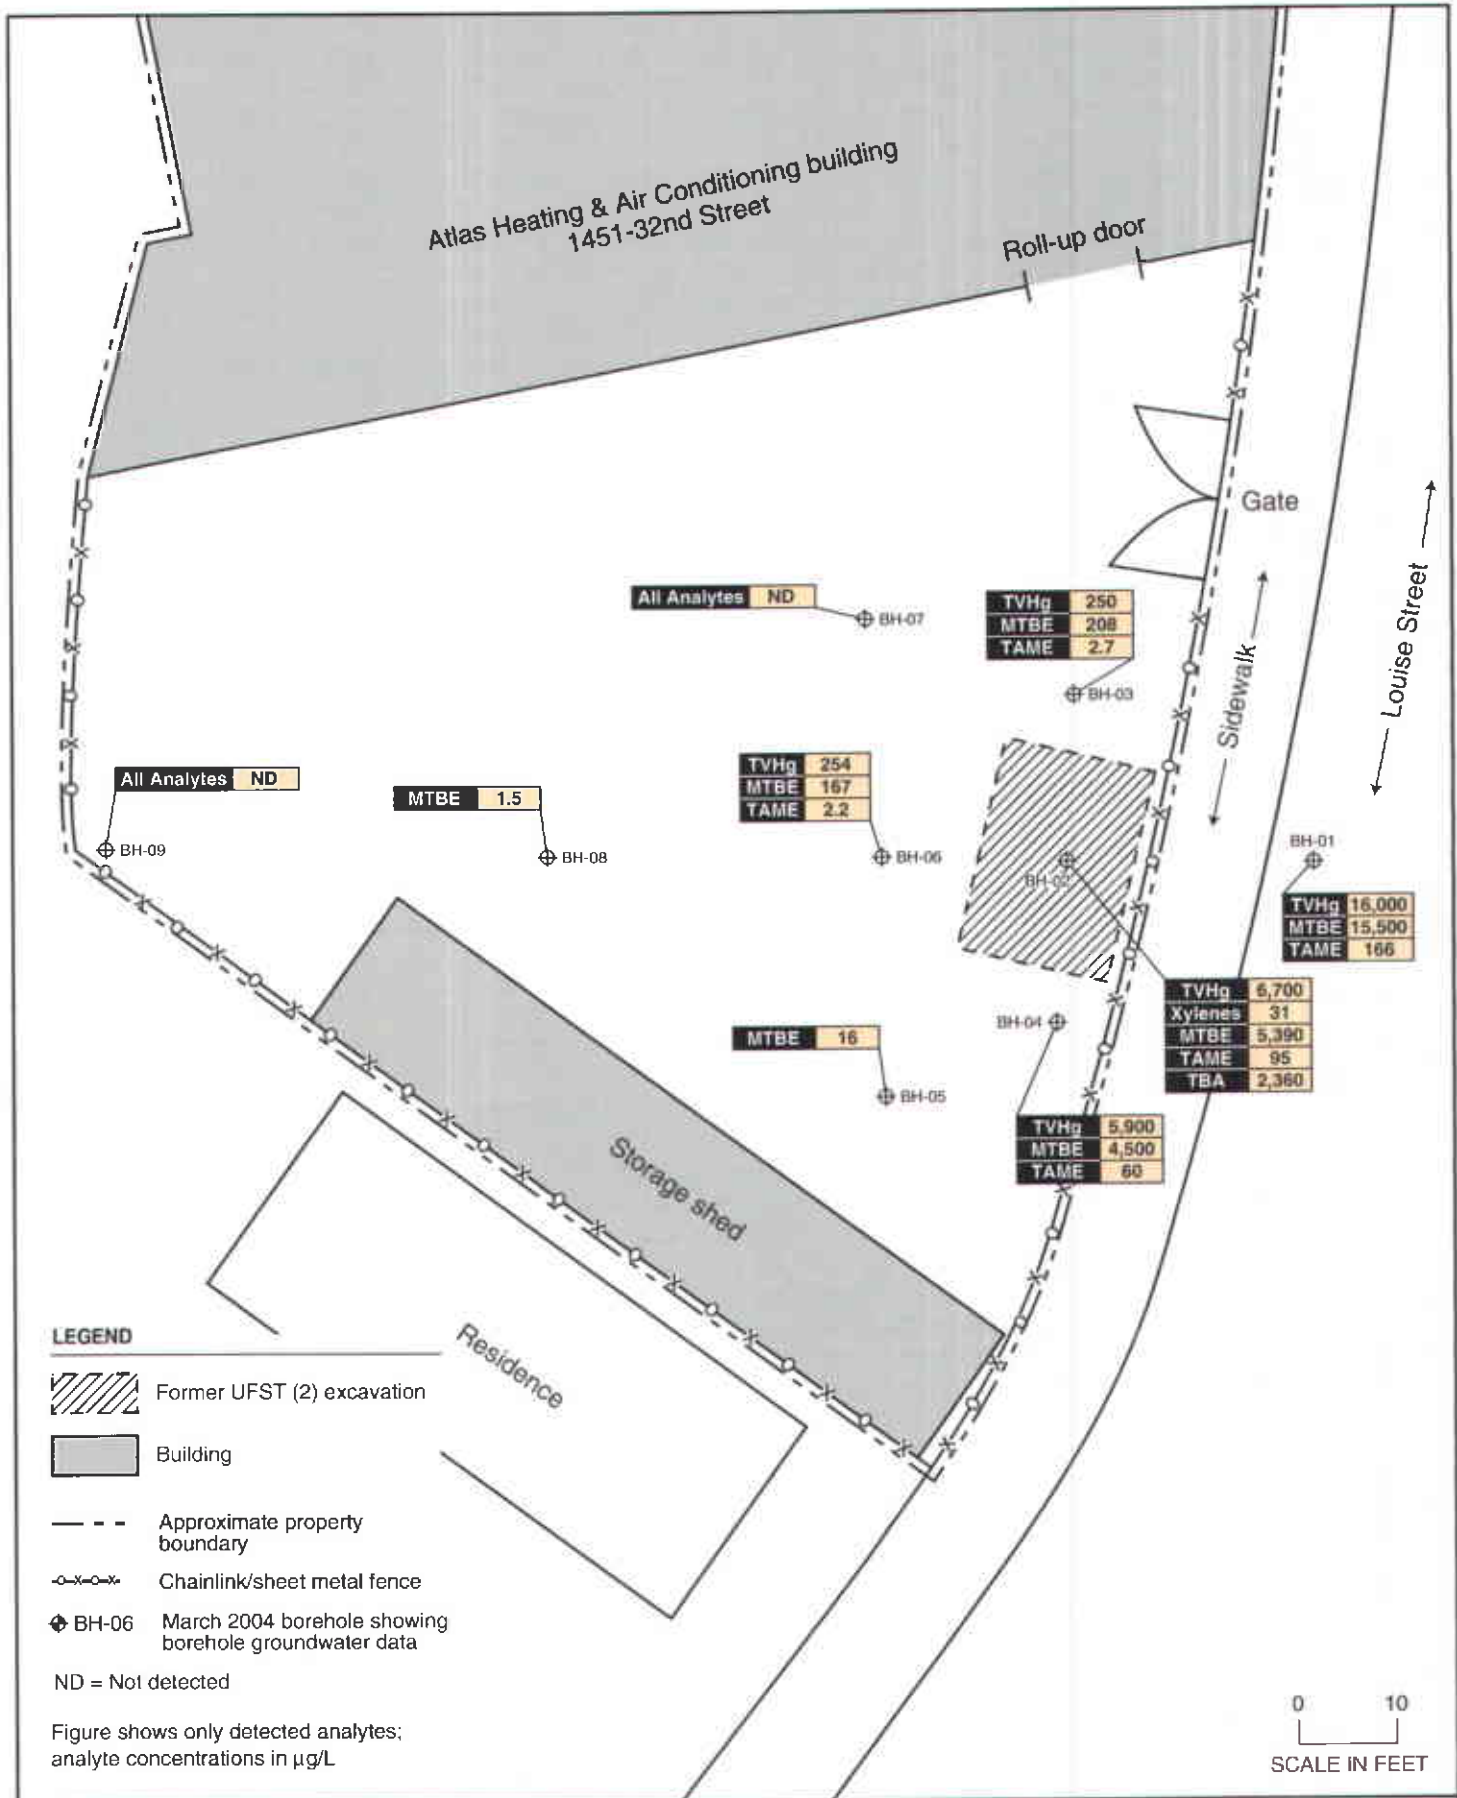 Atlas Heating & Air Conditioning building
1451-32nd Street
Roll-up door
Gate
Sidewalk
Louise Street
All Analytes ND
BH-07
TVHg 250
MTBE 208
TAME 2.7
BH-03
All Analytes ND
BH-09
MTBE 1.5
BH-08
TVHg 254
MTBE 167
TAME 2.2
BH-06
BH-02
BH-01
TVHg 16,000
MTBE 15,500
TAME 166
TVHg 6,700
Xylenes 31
MTBE 5,390
TAME 95
TBA 2,360
BH-04
MTBE 16
BH-05
TVHg 5,900
MTBE 4,500
TAME 60
Storage shed
Residence
LEGEND
Former UFST (2) excavation
Building
Approximate property
boundary
Chainlink/sheet metal fence
BH-06 March 2004 borehole showing
borehole groundwater data
ND = Not detected
Figure shows only detected analytes;
analyte concentrations in µg/L
0 10
SCALE IN FEET